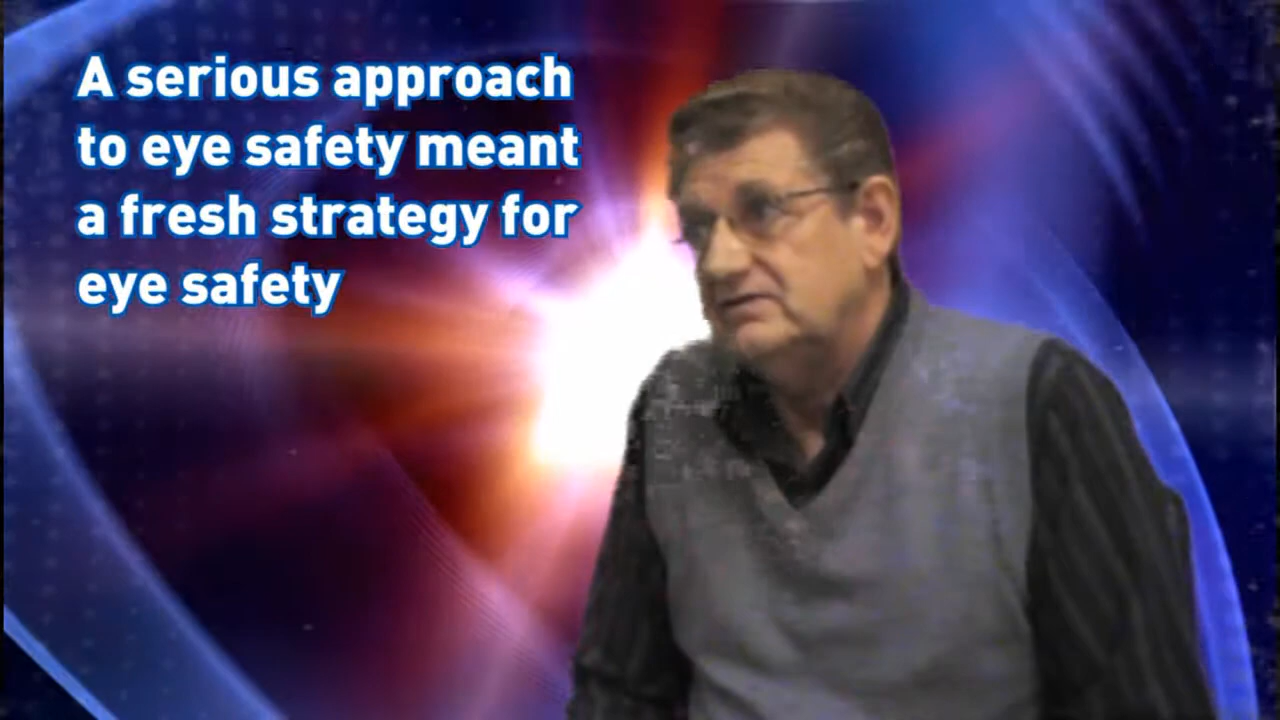 A serious approach
to eye safety meant
a fresh strategy for
eye safety